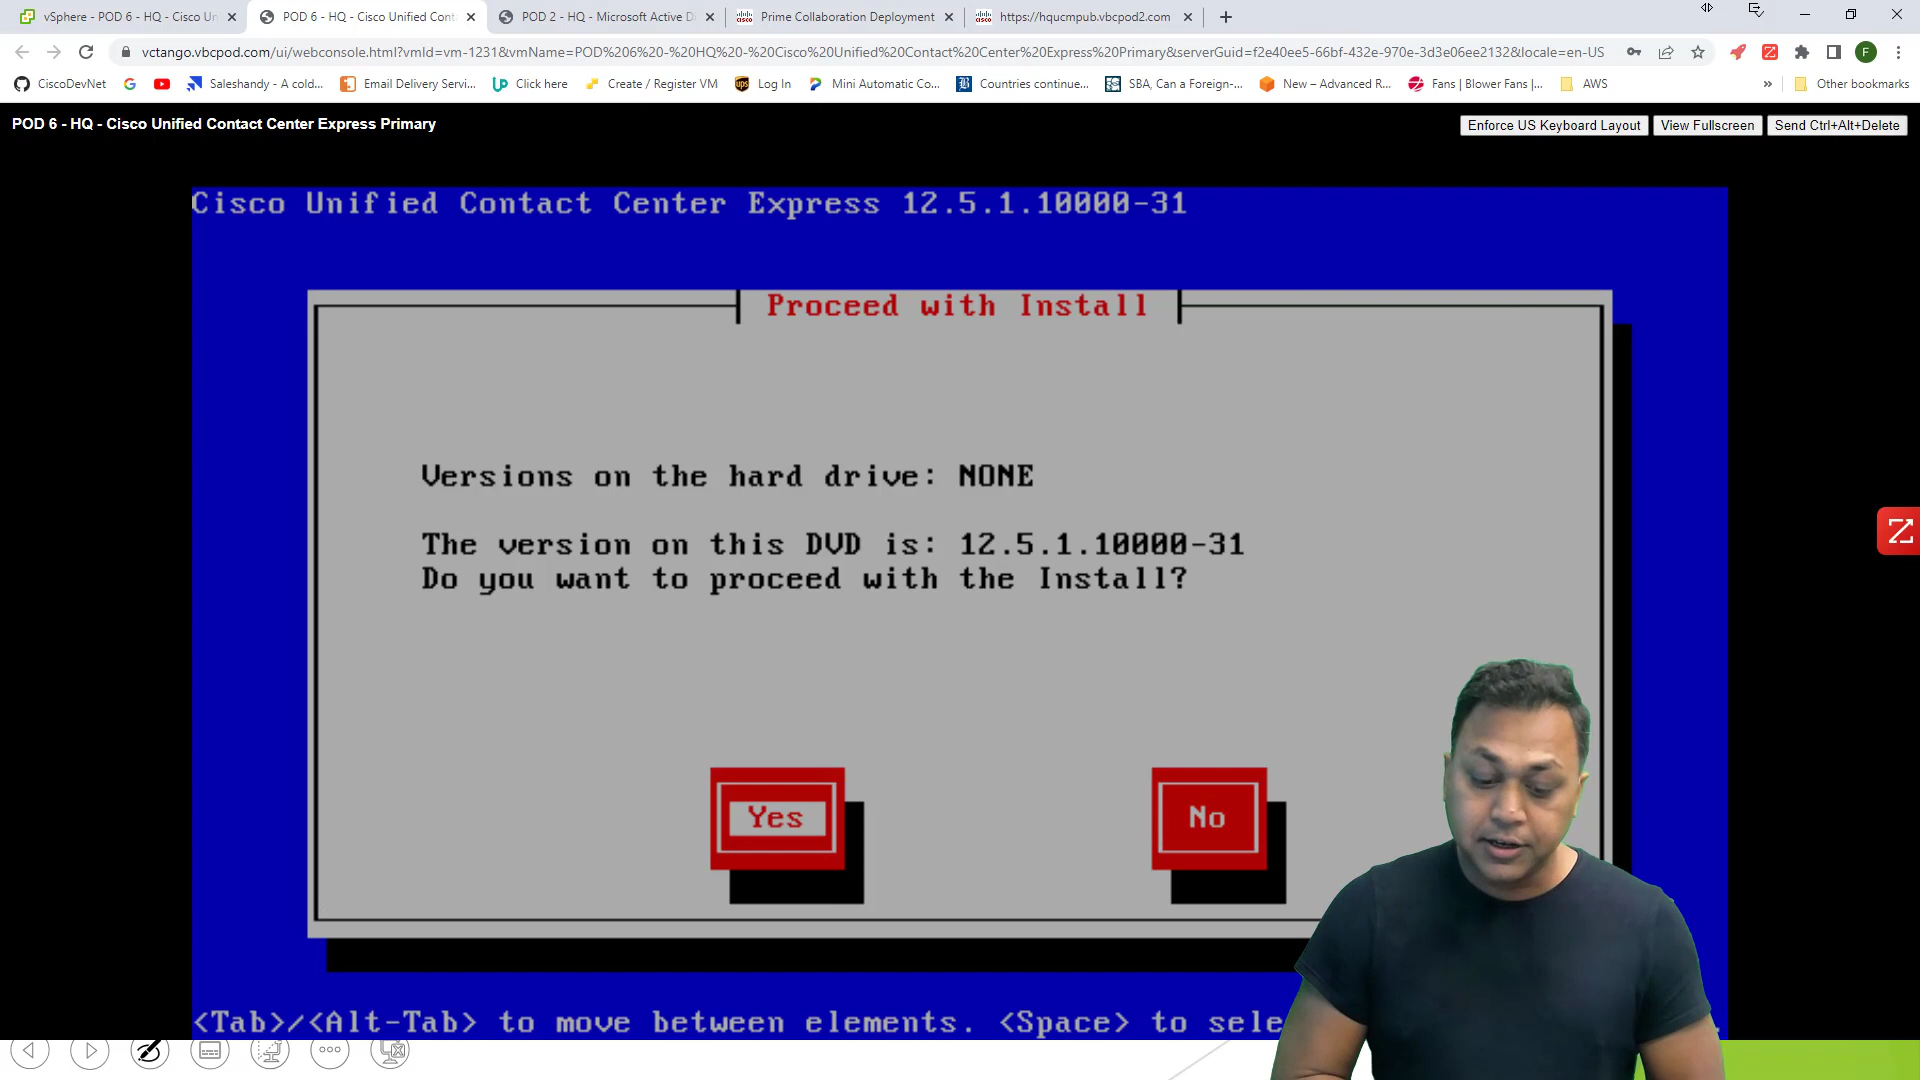 vSphere - POD 6 - HQ - Cisco Un
POD 6 - HQ - Cisco Unified Cont
POD 2 - HQ - Microsoft Active D
Prime Collaboration Deployment
https://hqucmpub.vbcpod2.com
vctango.vbcpod.com/ui/webconsole.html?vmId=vm-1231&vmName=POD%206%20-%20HQ%20-%20Cisco%20Unified%20Contact%20Center%20Express%20Primary&serverGuid=f2e40ee5-66bf-432e-970e-3d3e06ee2132&locale=en-US
F
CiscoDevNet
Saleshandy - A cold...
Email Delivery Servi...
Click here
Create / Register VM
Log In
Mini Automatic Co...
Countries continue...
SBA, Can a Foreign-...
New – Advanced R...
Fans | Blower Fans |...
AWS
»
Other bookmarks
POD 6 - HQ - Cisco Unified Contact Center Express Primary
Enforce US Keyboard Layout
View Fullscreen
Send Ctrl+Alt+Delete
Cisco Unified Contact Center Express 12.5.1.10000-31
Proceed with Install
Versions on the hard drive: NONE
The version on this DVD is: 12.5.1.10000-31
Do you want to proceed with the Install?
Yes
No
<Tab>/<Alt-Tab> to move between elements. <Space> to sele